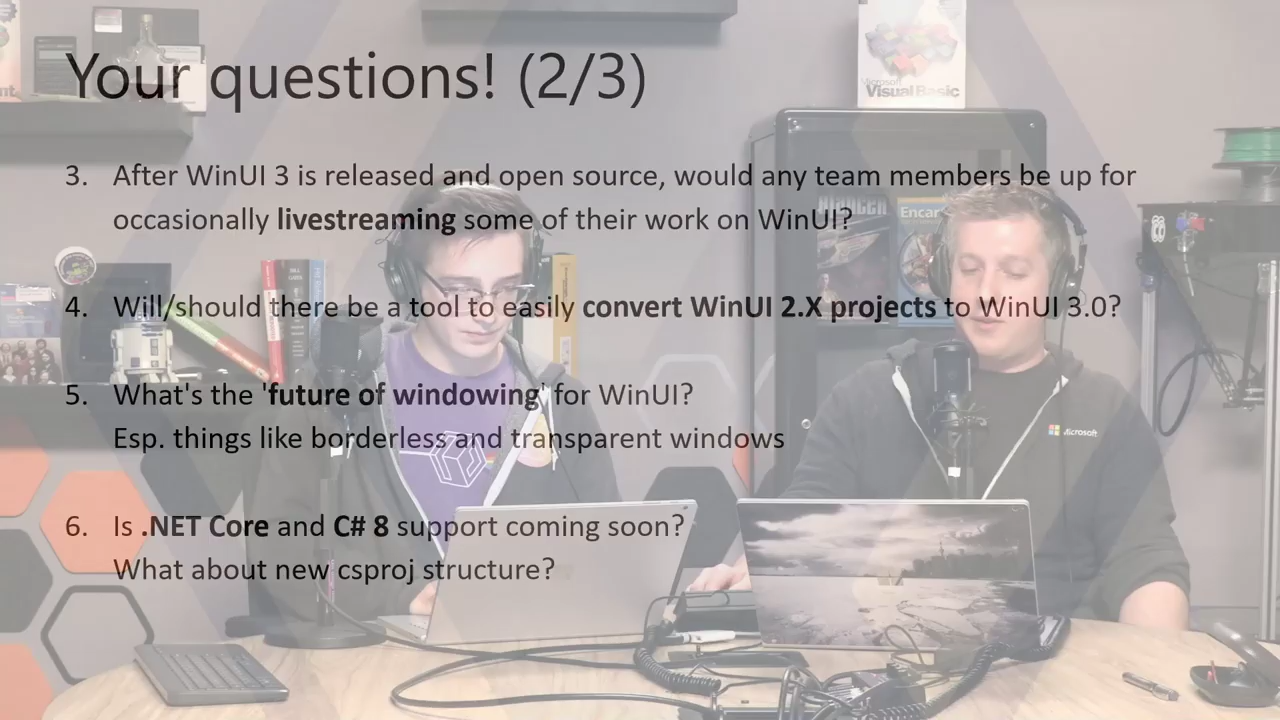 Your questions! (2/3)
3. After WinUI 3 is released and open source, would any team members be up for
occasionally livestreaming some of their work on WinUI?
4. Will/should there be a tool to easily convert WinUI 2.X projects to WinUI 3.0?
5. What's the 'future of windowing' for WinUI?
Esp. things like borderless and transparent windows
6. Is .NET Core and C# 8 support coming soon?
What about new csproj structure?
Microsoft
Visual Basic
Encar
Microsoft